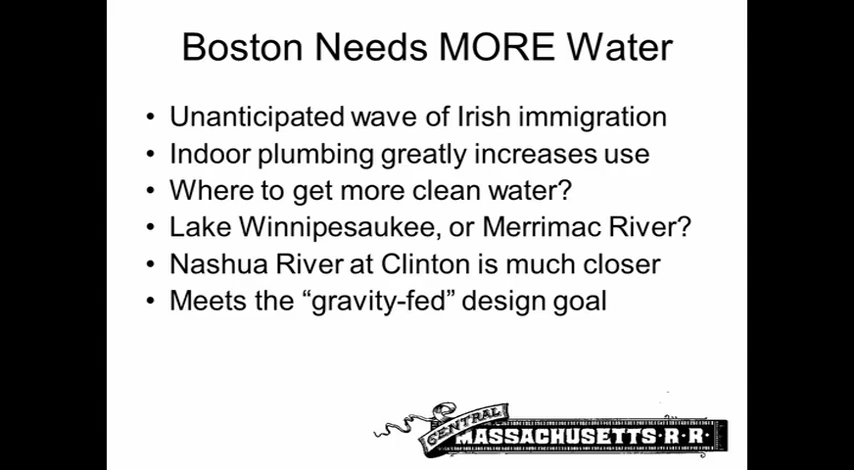 Boston Needs MORE Water
• Unanticipated wave of Irish immigration
• Indoor plumbing greatly increases use
• Where to get more clean water?
• Lake Winnipesaukee, or Merrimac River?
• Nashua River at Clinton is much closer
• Meets the “gravity-fed” design goal
CENTRAL
MASSACHUSETTS·R·R·